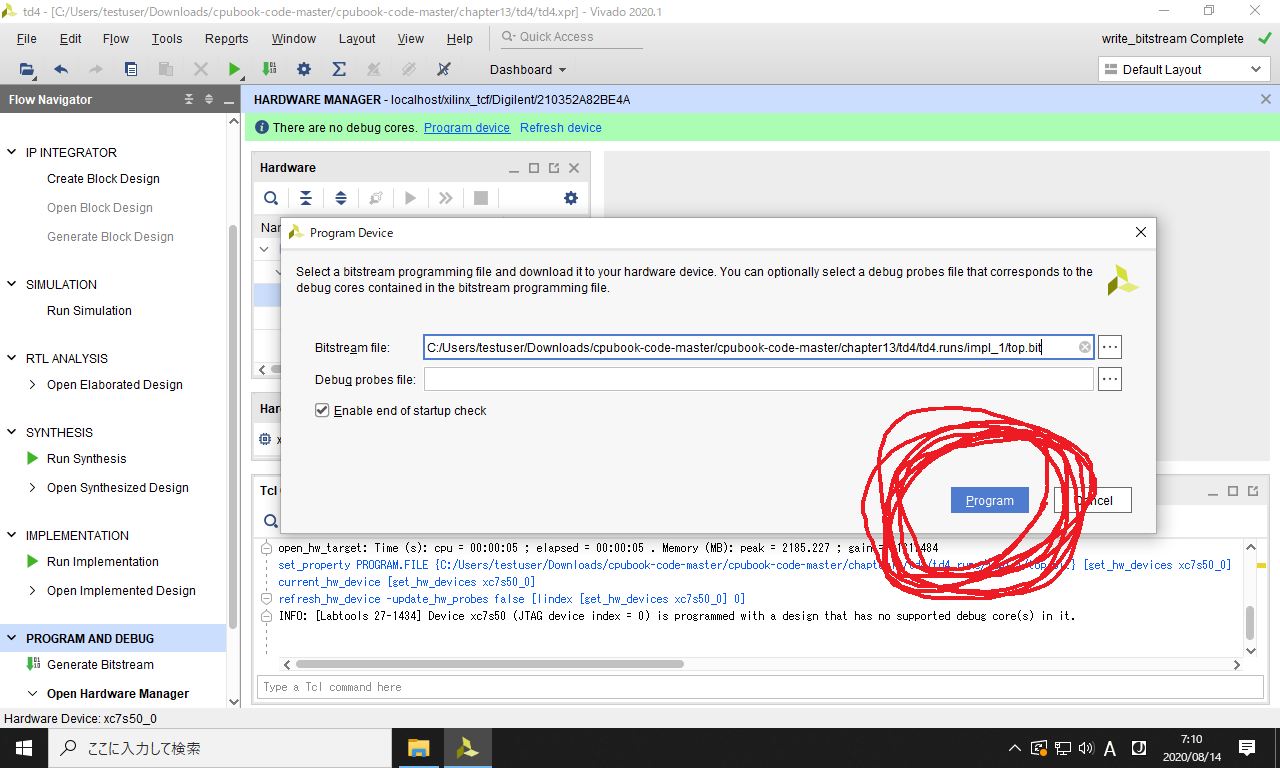 td4 - [C:/Users/testuser/Downloads/cpubook-code-master/cpubook-code-master/chapter13/td4/td4.xpr] - Vivado 2020.1
File Edit Flow Tools Reports Window Layout View Help Quick Access
write_bitstream Complete
Dashboard
Default Layout
Flow Navigator
IP INTEGRATOR
Create Block Design
Open Block Design
Generate Block Design
SIMULATION
Run Simulation
RTL ANALYSIS
Open Elaborated Design
SYNTHESIS
Run Synthesis
Open Synthesized Design
IMPLEMENTATION
Run Implementation
Open Implemented Design
PROGRAM AND DEBUG
Generate Bitstream
Open Hardware Manager
HARDWARE MANAGER - localhost/xilinx_tcf/Digilent/210352A82BE4A
There are no debug cores. Program device Refresh device
Hardware
Program Device
Select a bitstream programming file and download it to your hardware device. You can optionally select a debug probes file that corresponds to the
debug cores contained in the bitstream programming file.
Bitstream file: C:/Users/testuser/Downloads/cpubook-code-master/cpubook-code-master/chapter13/td4/td4.runs/impl_1/top.bit
Debug probes file:
Enable end of startup check
Program
Tcl
open_hw_target: Time (s): cpu = 00:00:05 ; elapsed = 00:00:05 . Memory (MB): peak = 2185.227 ; gain =
set_property PROGRAM.FILE {C:/Users/testuser/Downloads/cpubook-code-master/cpubook-code-master/chapter [get_hw_devices xc7s50_0]
current_hw_device [get_hw_devices xc7s50_0]
refresh_hw_device -update_hw_probes false [lindex [get_hw_devices xc7s50_0] 0]
INFO: [Labtools 27-1434] Device xc7s50 (JTAG device index = 0) is programmed with a design that has no supported debug core(s) in it.
Type a Tcl command here
Hardware Device: xc7s50_0
ここに入力して検索
A
7:10
2020/08/14